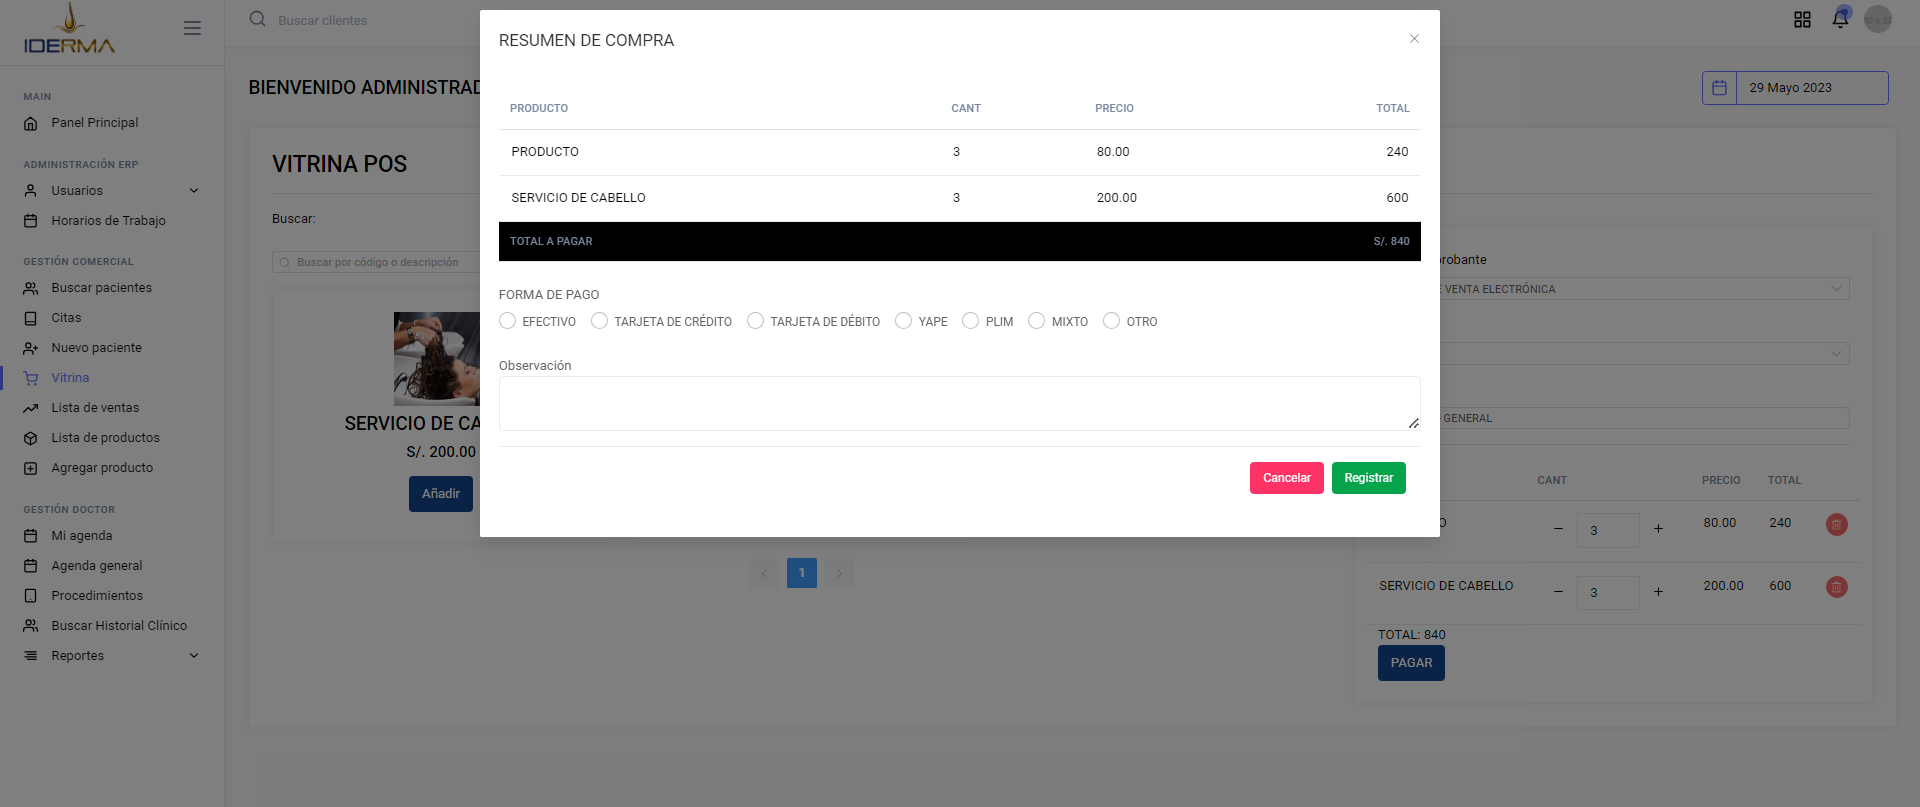 IDERMA
Buscar clientes
MAIN
Panel Principal
ADMINISTRACIÓN ERP
Usuarios
Horarios de Trabajo
GESTIÓN COMERCIAL
Buscar pacientes
Citas
Nuevo paciente
Vitrina
Lista de ventas
Lista de productos
Agregar producto
GESTIÓN DOCTOR
Mi agenda
Agenda general
Procedimientos
Buscar Historial Clínico
Reportes
BIENVENIDO ADMINISTRAD
29 Mayo 2023
VITRINA POS
Buscar:
Buscar por código o descripción
SERVICIO DE CA
S/. 200.00
Añadir
1
RESUMEN DE COMPRA
PRODUCTO CANT PRECIO TOTAL
PRODUCTO 3 80.00 240
SERVICIO DE CABELLO 3 200.00 600
TOTAL A PAGAR S/. 840
FORMA DE PAGO
EFECTIVO TARJETA DE CRÉDITO TARJETA DE DÉBITO YAPE PLIM MIXTO OTRO
Observación
Cancelar Registrar
robante
VENTA ELECTRÓNICA
GENERAL
CANT PRECIO TOTAL
O 3 80.00 240
SERVICIO DE CABELLO 3 200.00 600
TOTAL: 840
PAGAR